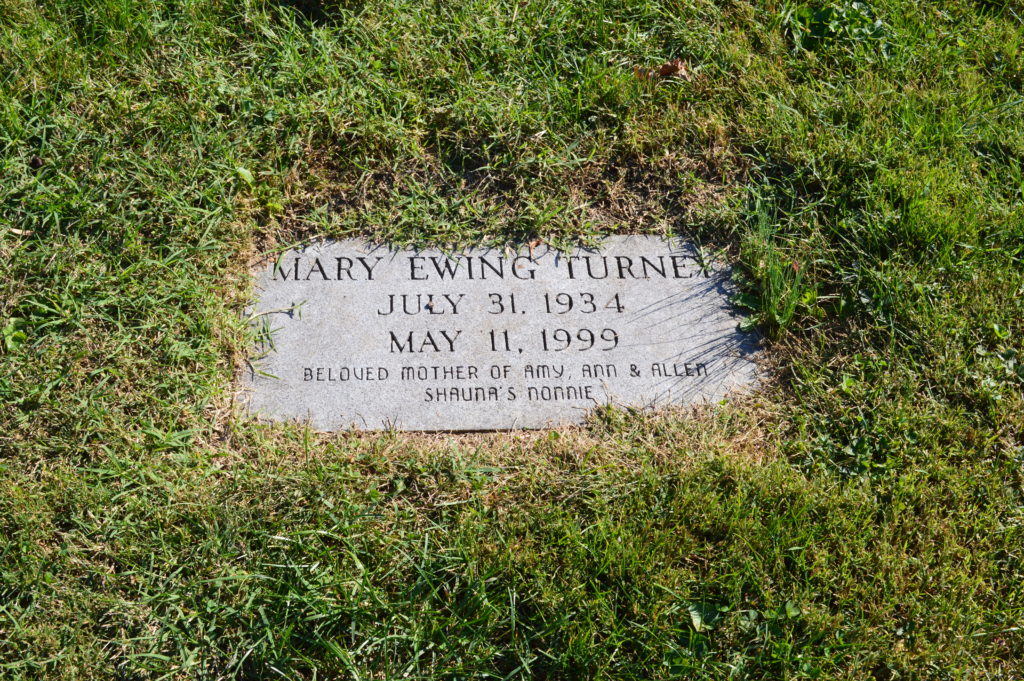 MARY EWING TURNEY
JULY 31, 1934
MAY 11, 1999
BELOVED MOTHER OF AMY, ANN & ALLEN
SHAUNA'S NONNIE